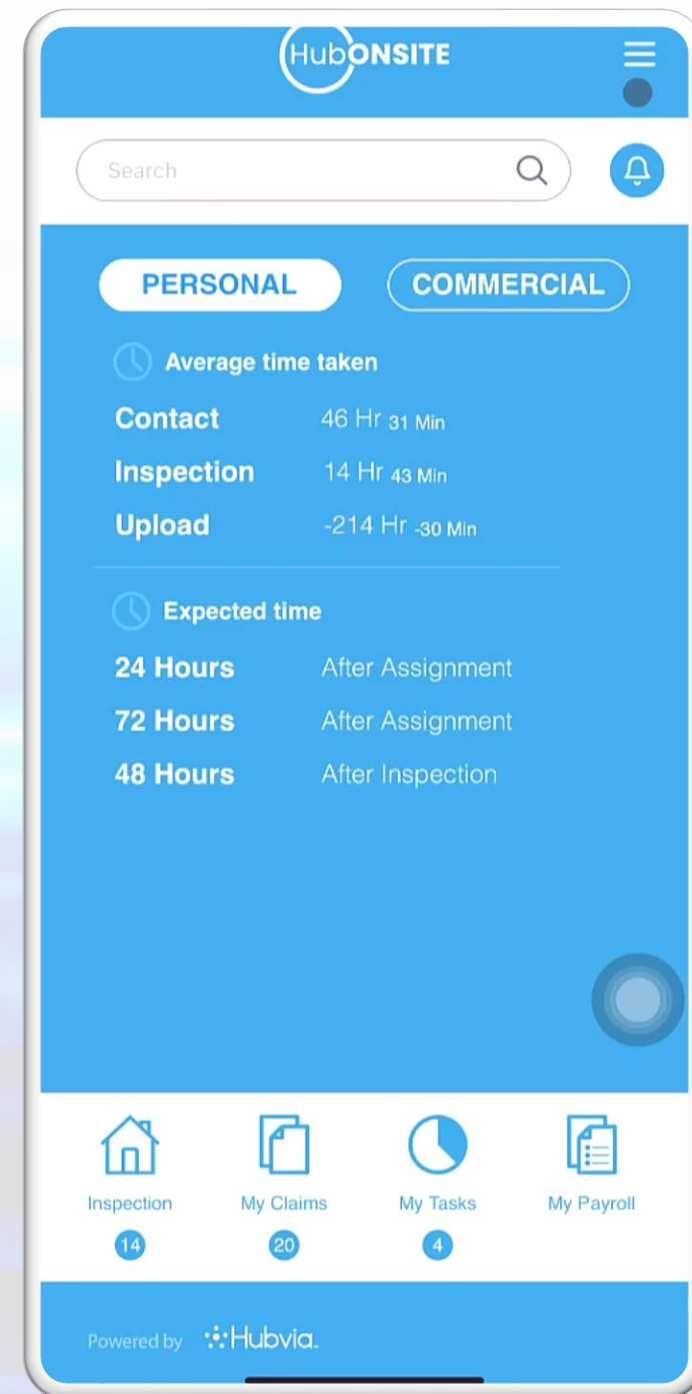 HubONSITE
Search
PERSONAL COMMERCIAL
Average time taken
Contact 46 Hr 31 Min
Inspection 14 Hr 43 Min
Upload -214 Hr -30 Min
Expected time
24 Hours After Assignment
72 Hours After Assignment
48 Hours After Inspection
Inspection My Claims My Tasks My Payroll
14 20 4
Powered by Hubvia.